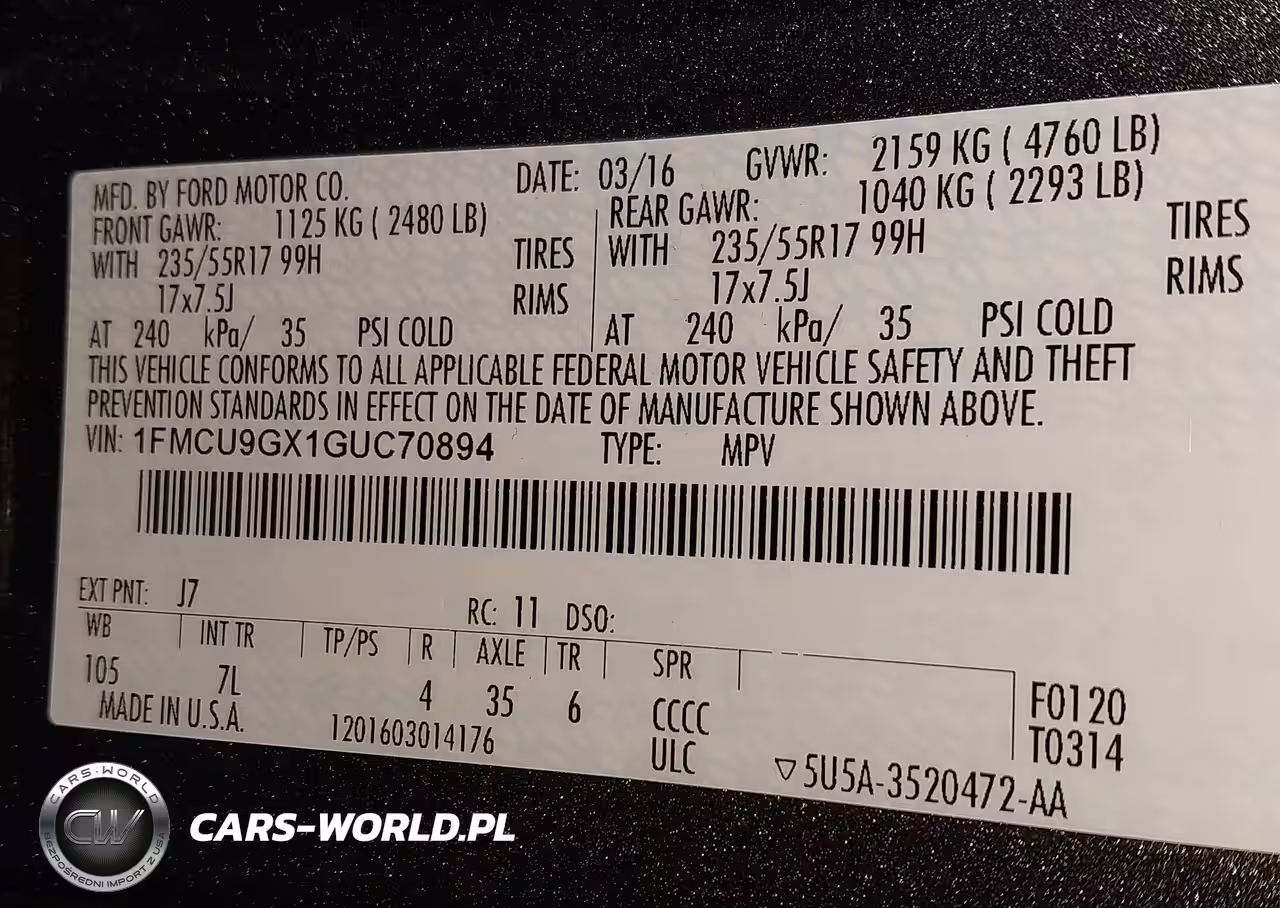 MFD. BY FORD MOTOR CO. DATE: 03/16 GVWR: 2159 KG ( 4760 LB)
FRONT GAWR: 1125 KG ( 2480 LB) REAR GAWR: 1040 KG ( 2293 LB)
WITH 235/55R17 99H TIRES WITH 235/55R17 99H TIRES
17x7.5J RIMS 17x7.5J RIMS
AT 240 kPa/ 35 PSI COLD AT 240 kPa/ 35 PSI COLD
THIS VEHICLE CONFORMS TO ALL APPLICABLE FEDERAL MOTOR VEHICLE SAFETY AND THEFT
PREVENTION STANDARDS IN EFFECT ON THE DATE OF MANUFACTURE SHOWN ABOVE.
VIN: 1FMCU9GX1GUC70894 TYPE: MPV
EXT PNT: J7 RC: 11 DSO:
WB INT TR TP/PS R AXLE TR SPR
105 7L 4 35 6 CCCC F0120
MADE IN U.S.A. 1201603014176 ULC T0314
▽5U5A-3520472-AA
CARS-WORLD
CW
BEZPOŚREDNI IMPORT Z USA
CARS-WORLD.PL